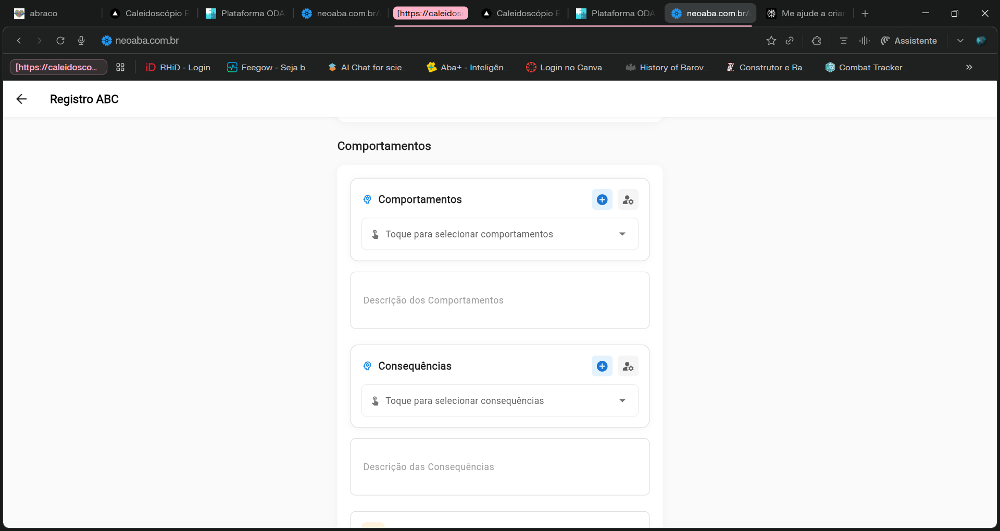 abraco
Caleidoscópio E
Plataforma ODA
neoaba.com.br/
[https://caleidos
Caleidoscópio E
Plataforma ODA
neoaba.com.br/
Me ajude a criar
neoaba.com.br
Assistente
[https://caleidosco...
RHiD - Login
Feegow - Seja b...
AI Chat for scie...
Aba+ - Inteligên...
Login no Canva...
History of Barov...
Construtor e Ra...
Combat Tracker...
Registro ABC
Comportamentos
Comportamentos
Toque para selecionar comportamentos
Descrição dos Comportamentos
Consequências
Toque para selecionar consequências
Descrição das Consequências